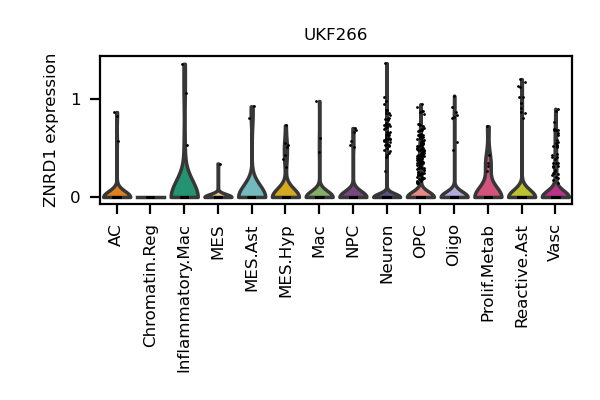 UKF266
ZNRD1 expression
1
0
AC
Chromatin.Reg
Inflammatory.Mac
MES
MES.Ast
MES.Hyp
Mac
NPC
Neuron
OPC
Oligo
Prolif.Metab
Reactive.Ast
Vasc